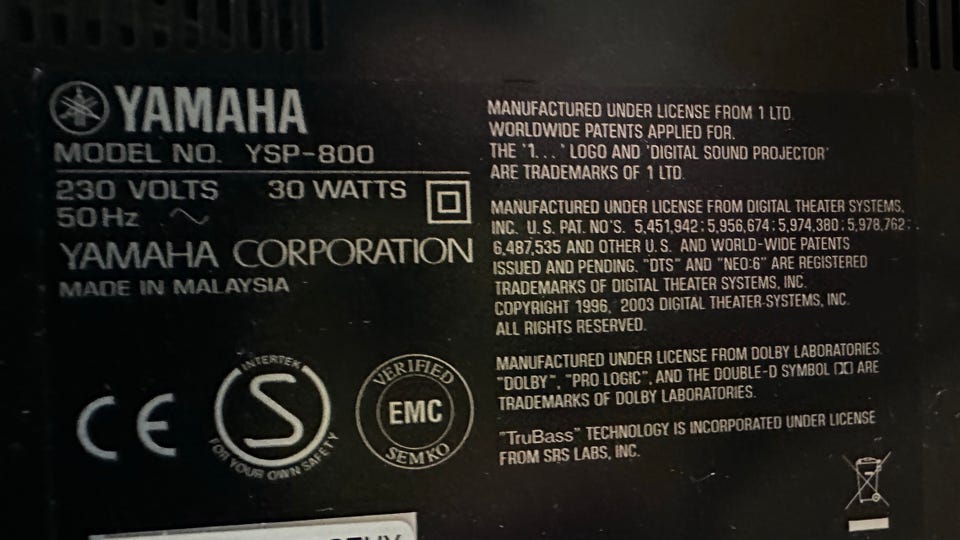 YAMAHA
MODEL NO. YSP-800
230 VOLTS 30 WATTS
50 Hz ~
YAMAHA CORPORATION
MADE IN MALAYSIA
CE
INTERTEK
S
FOR YOUR OWN SAFETY
VERIFIED
EMC
SEMKO
MANUFACTURED UNDER LICENSE FROM 1 LTD.
WORLDWIDE PATENTS APPLIED FOR.
THE '1...' LOGO AND 'DIGITAL SOUND PROJECTOR'
ARE TRADEMARKS OF 1 LTD.
MANUFACTURED UNDER LICENSE FROM DIGITAL THEATER SYSTEMS,
INC. U.S. PAT. NO'S. 5,451,942; 5,956,674; 5,974,380; 5,978,762;
6,487,535 AND OTHER U.S. AND WORLD-WIDE PATENTS
ISSUED AND PENDING. "DTS" AND "NEO:6" ARE REGISTERED
TRADEMARKS OF DIGITAL THEATER SYSTEMS, INC.
COPYRIGHT 1996, 2003 DIGITAL THEATER SYSTEMS, INC.
ALL RIGHTS RESERVED.
MANUFACTURED UNDER LICENSE FROM DOLBY LABORATORIES.
"DOLBY", "PRO LOGIC", AND THE DOUBLE-D SYMBOL ARE
TRADEMARKS OF DOLBY LABORATORIES.
"TruBass" TECHNOLOGY IS INCORPORATED UNDER LICENSE
FROM SRS LABS, INC.